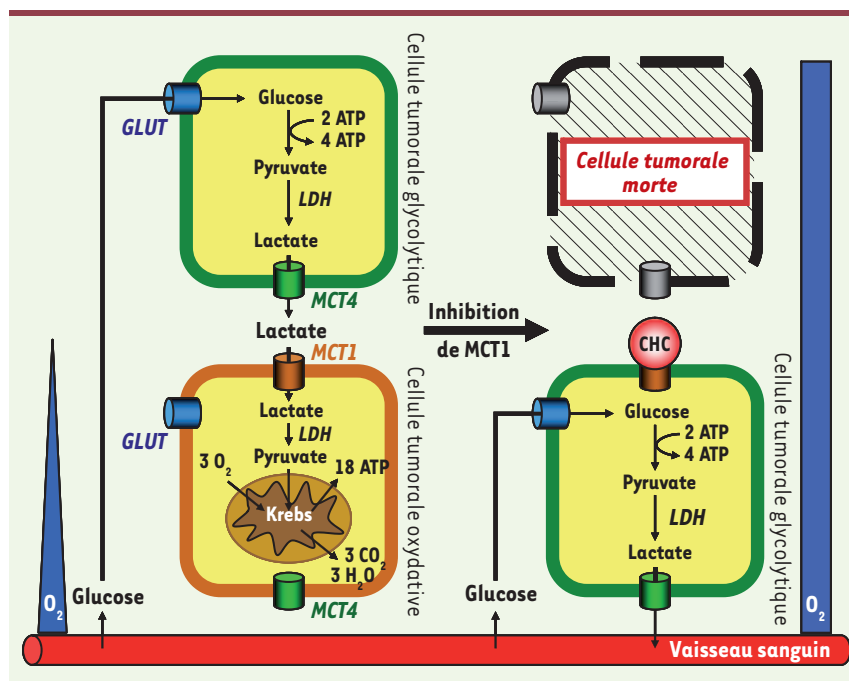 GLUT
Glucose
2 ATP
4 ATP
Pyruvate
LDH
Lactate
MCT4
Cellule tumorale glycolytique
Lactate
MCT1
GLUT
Lactate
LDH
Pyruvate
3 O₂
18 ATP
Krebs
3 CO₂
3 H₂O
MCT4
Cellule tumorale oxydative
O₂
Glucose
Inhibition
de MCT1
Cellule tumorale
morte
CHC
Glucose
2 ATP
4 ATP
Pyruvate
LDH
Lactate
Cellule tumorale glycolytique
Glucose
O₂
Vaisseau sanguin